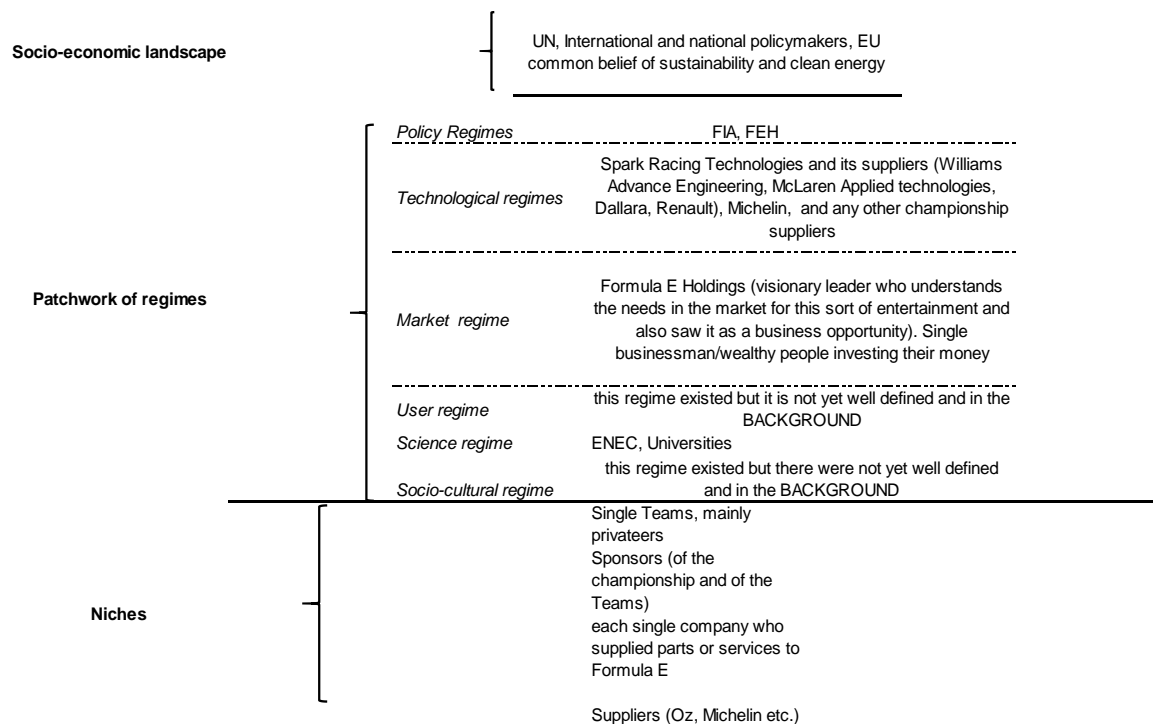 Socio-economic landscape
UN, International and national policymakers, EU
common belief of sustainability and clean energy
Policy Regimes
FIA, FEH
Technological regimes
Spark Racing Technologies and its suppliers (Williams
Advance Engineering, McLaren Applied technologies,
Dallara, Renault), Michelin, and any other championship
suppliers
Patchwork of regimes
Market regime
Formula E Holdings (visionary leader who understands
the needs in the market for this sort of entertainment and
also saw it as a business opportunity). Single
businessman/wealthy people investing their money
User regime
this regime existed but it is not yet well defined and in the
BACKGROUND
Science regime
ENEC, Universities
Socio-cultural regime
this regime existed but there were not yet well defined
and in the BACKGROUND
Niches
Single Teams, mainly
privateers
Sponsors (of the
championship and of the
Teams)
each single company who
supplied parts or services to
Formula E
Suppliers (Oz, Michelin etc.)